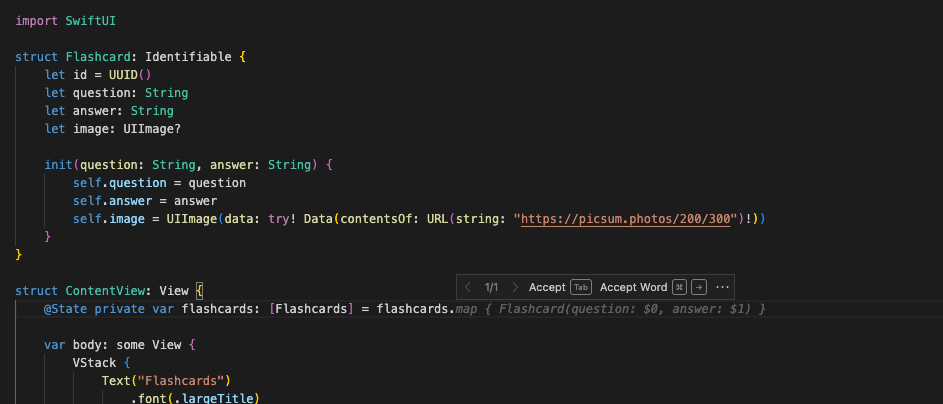 import SwiftUI
struct Flashcard: Identifiable {
let id = UUID()
let question: String
let answer: String
let image: UIImage?
init(question: String, answer: String) {
self.question = question
self.answer = answer
self.image = UIImage(data: try! Data(contentsOf: URL(string: "https://picsum.photos/200/300")!))
}
}
struct ContentView: View {
< 1/1 > Accept Tab Accept Word ⌘ → ...
@State private var flashcards: [Flashcards] = flashcards.map { Flashcard(question: $0, answer: $1) }
var body: some View {
VStack {
Text("Flashcards")
.font(.largeTitle)